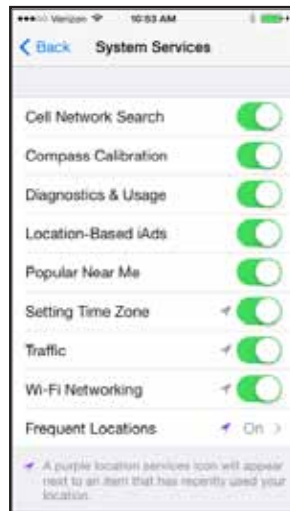 Verizon 10:53 AM
Back System Services
Cell Network Search
Compass Calibration
Diagnostics & Usage
Location-Based iAds
Popular Near Me
Setting Time Zone
Traffic
Wi-Fi Networking
Frequent Locations On
A purple location services icon will appear
next to an item that has recently used your
location.